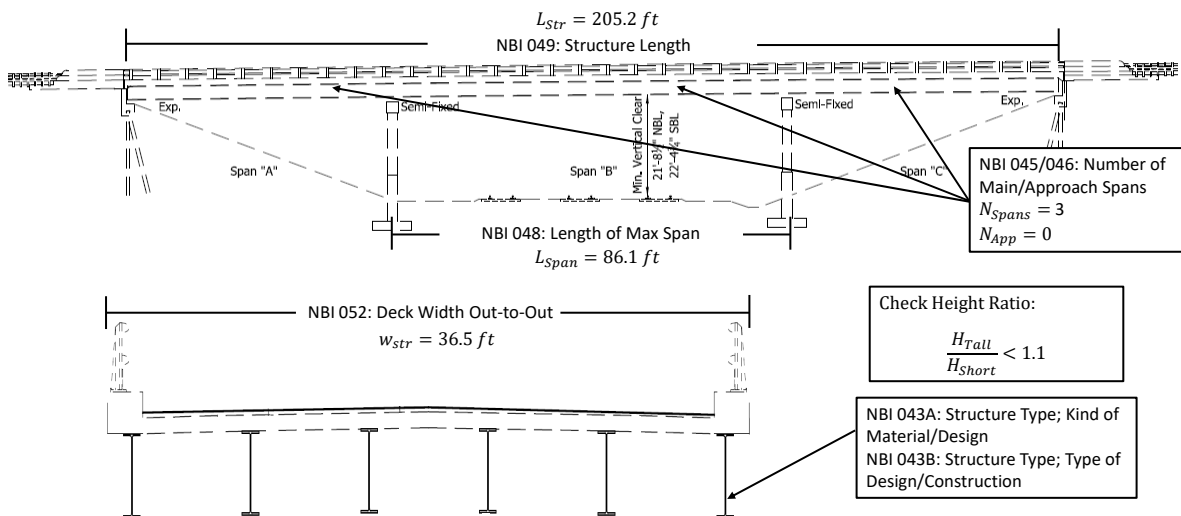 L_Str = 205.2 ft
NBI 049: Structure Length
Exp.
Semi-Fixed
Semi-Fixed
Exp.
Span "A"
Span "B"
Min. Vertical Clear
21'-8½" NBL,
22'-4¼" SBL
Span "C"
NBI 045/046: Number of
Main/Approach Spans
N_Spans = 3
N_App = 0
NBI 048: Length of Max Span
L_Span = 86.1 ft
NBI 052: Deck Width Out-to-Out
w_str = 36.5 ft
Check Height Ratio:
H_Tall
H_Short
< 1.1
NBI 043A: Structure Type; Kind of
Material/Design
NBI 043B: Structure Type; Type of
Design/Construction